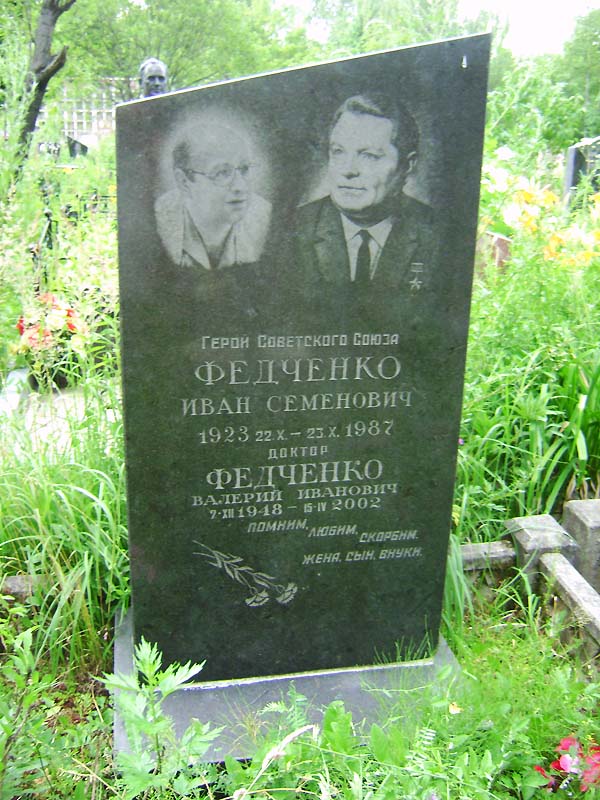 Герой Советского Союза
ФЕДЧЕНКО
ИВАН СЕМЕНОВИЧ
1923 22.X.–23.X.1987
ДОКТОР
ФЕДЧЕНКО
ВАЛЕРИЙ ИВАНОВИЧ
7-XII 1948 – 15-IV 2002
ПОМНИМ, ЛЮБИМ, СКОРБИМ.
ЖЕНА, СЫН, ВНУКИ.